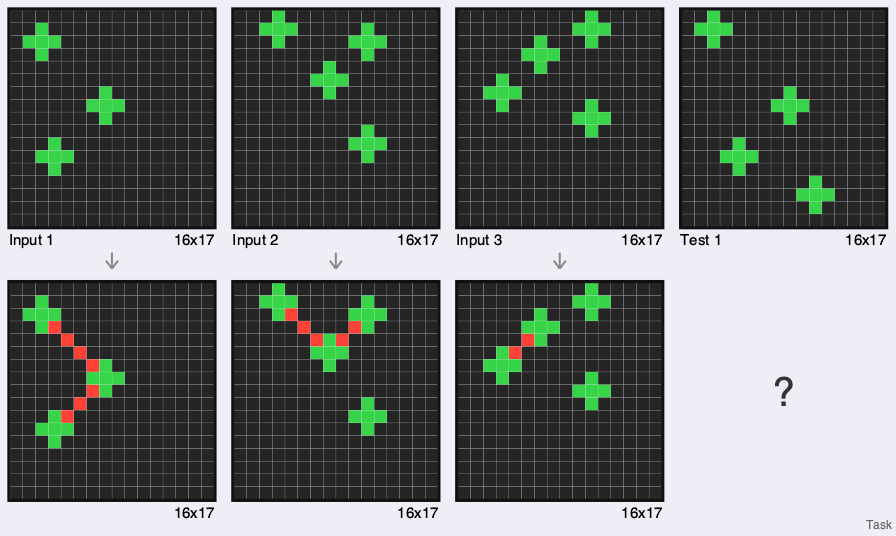 Input 1 16x17
Input 2 16x17
Input 3 16x17
Test 1 16x17
?
16x17
16x17
16x17
Task